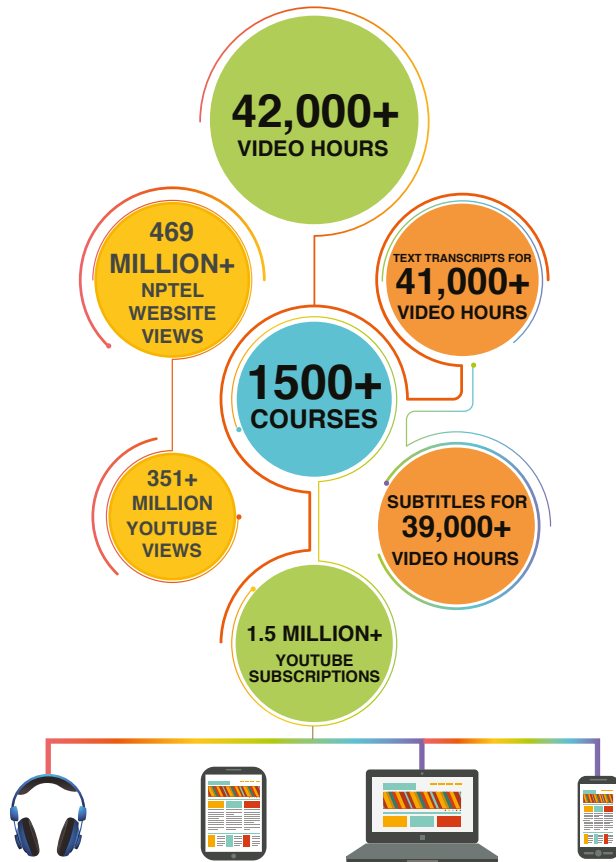 42,000+
VIDEO HOURS
469
MILLION+
NPTEL
WEBSITE
VIEWS
TEXT TRANSCRIPTS FOR
41,000+
VIDEO HOURS
1500+
COURSES
351+
MILLION
YOUTUBE
VIEWS
SUBTITLES FOR
39,000+
VIDEO HOURS
1.5 MILLION+
YOUTUBE
SUBSCRIPTIONS